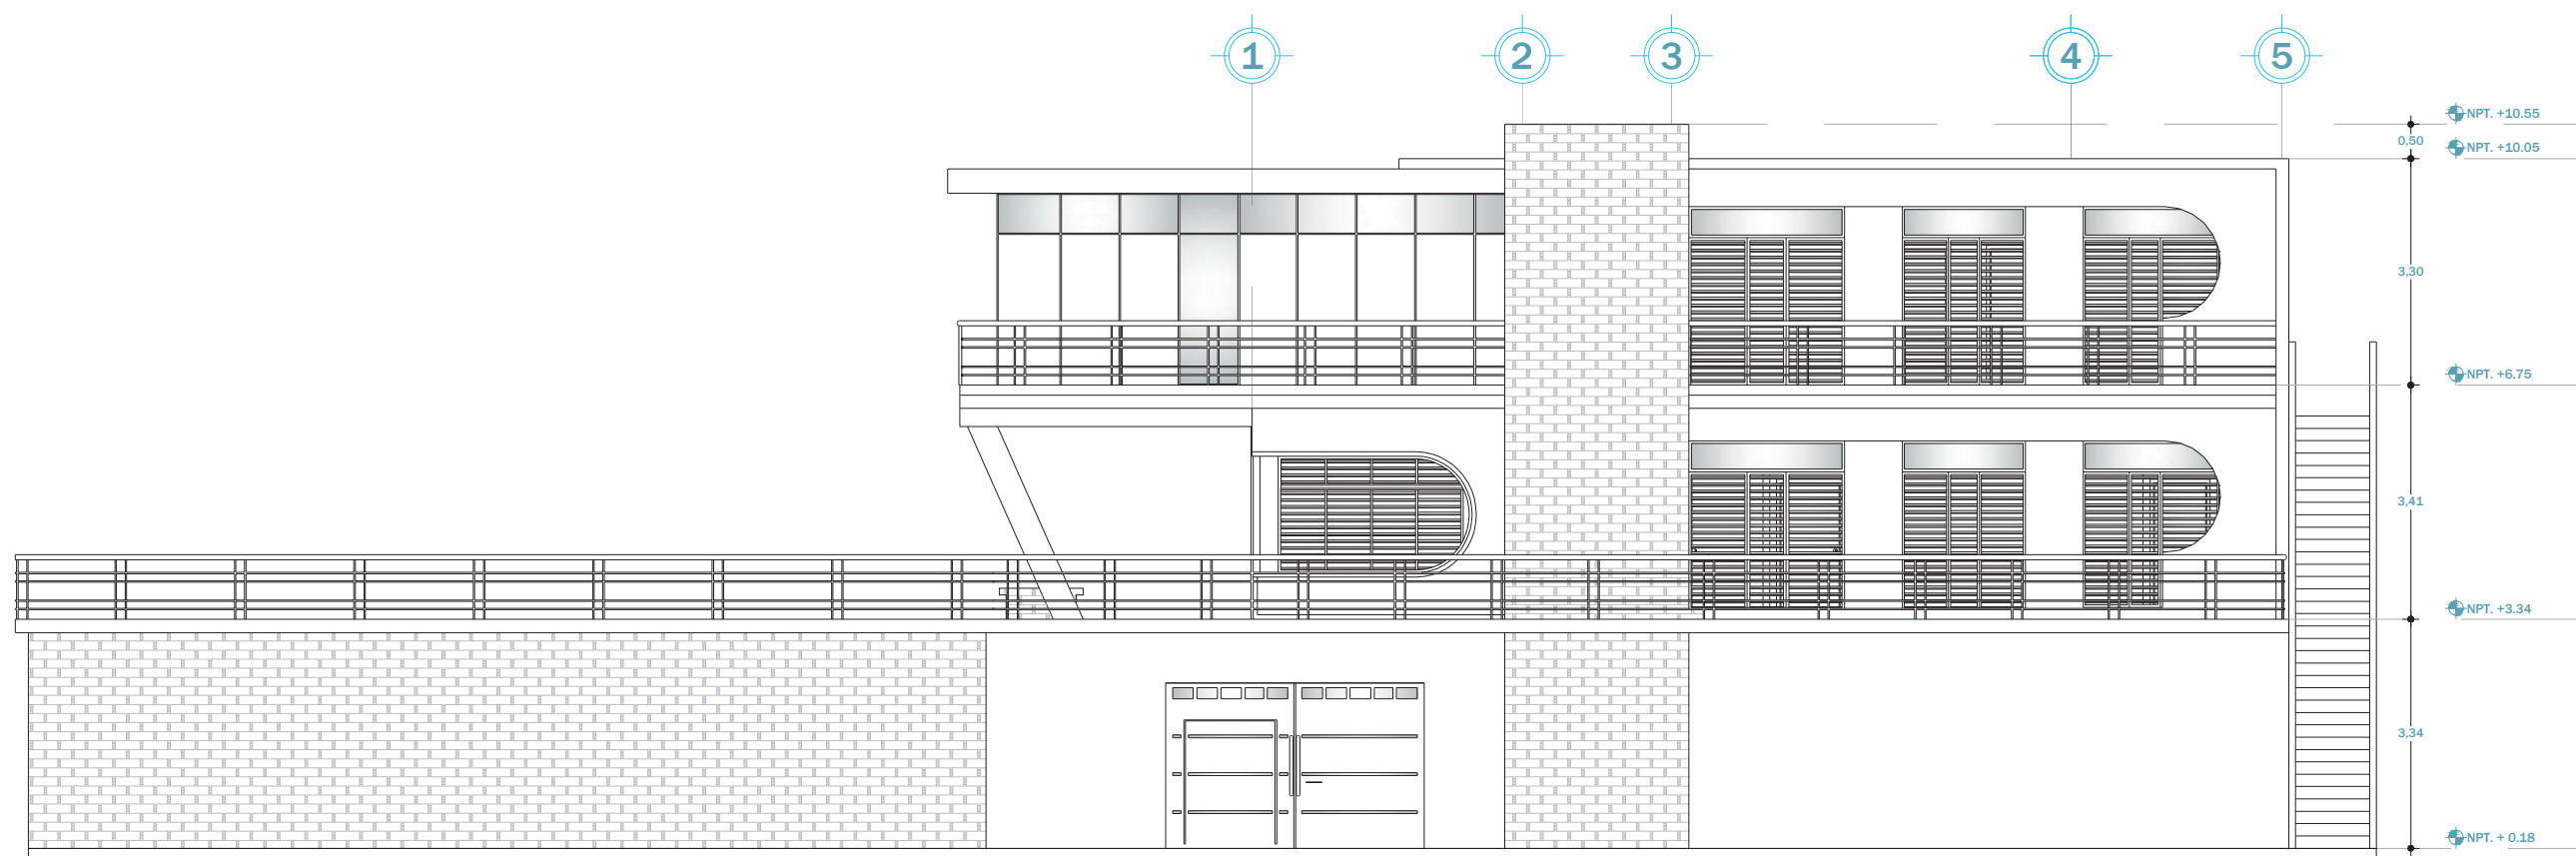 1 2 3 4 5
NPT. +10.55
0,50
NPT. +10.05
3,30
NPT. +6.75
3,41
NPT. +3.34
3,34
NPT. + 0.18